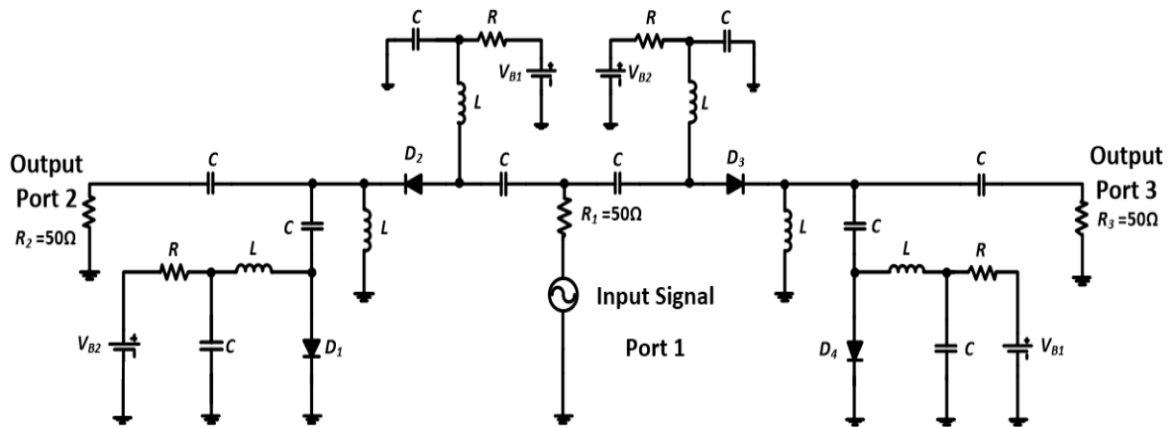 C R R C
V_B1 V_B2
L L
Output Port 2
C D_2 C C D_3 C
Output Port 3
R_2 =50Ω
C L
R_1 =50Ω
L C
R_3 =50Ω
R L
L R
Input Signal
Port 1
V_B2 C D_1
D_4 C V_B1